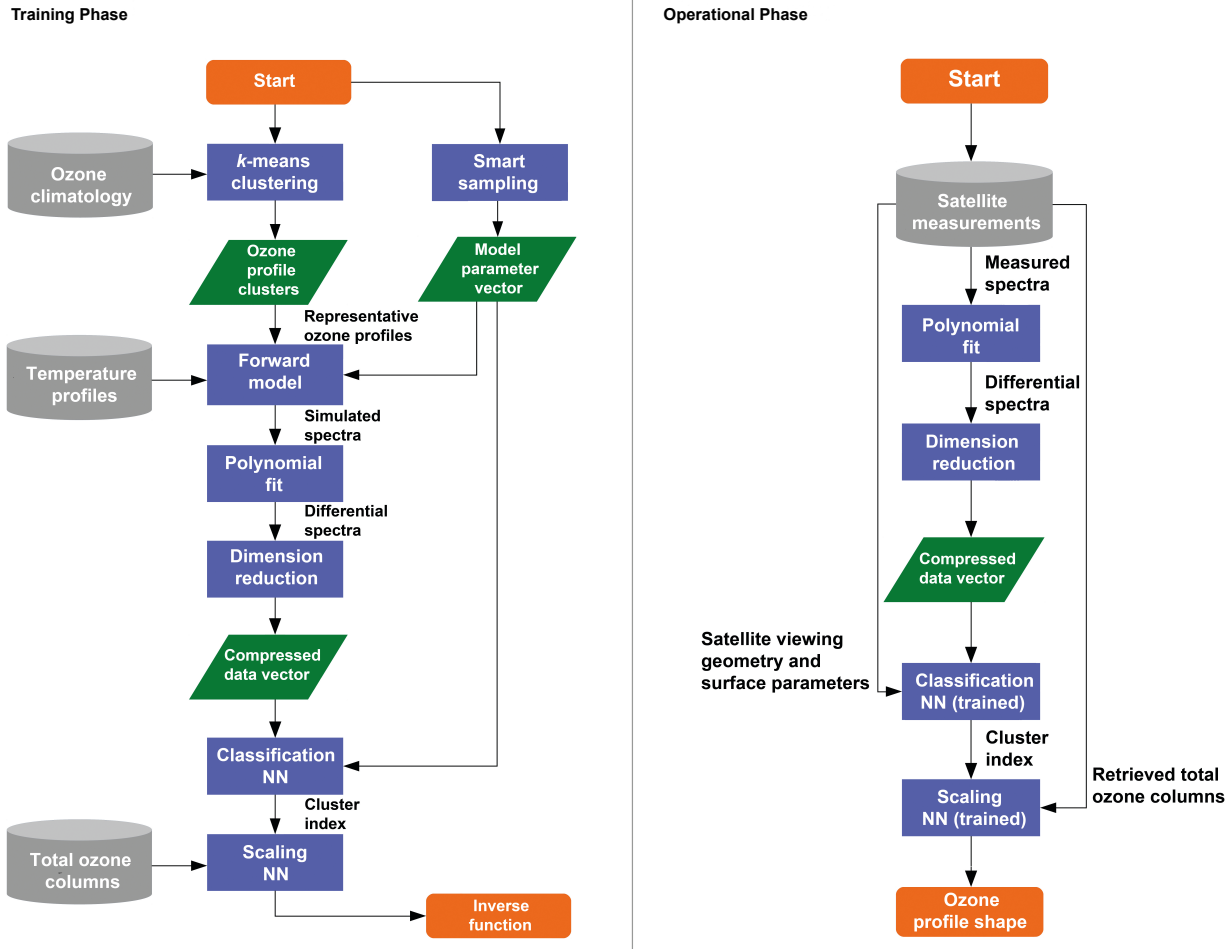 Training Phase
Start
k-means
clustering
Smart
sampling
Ozone
climatology
Ozone
profile
clusters
Model
parameter
vector
Representative
ozone profiles
Temperature
profiles
Forward
model
Simulated
spectra
Polynomial
fit
Differential
spectra
Dimension
reduction
Compressed
data vector
Classification
NN
Cluster
index
Total ozone
columns
Scaling
NN
Inverse
function
Operational Phase
Start
Satellite
measurements
Measured
spectra
Polynomial
fit
Differential
spectra
Dimension
reduction
Compressed
data vector
Satellite viewing
geometry and
surface parameters
Classification
NN (trained)
Cluster
index
Scaling
NN (trained)
Retrieved total
ozone columns
Ozone
profile shape